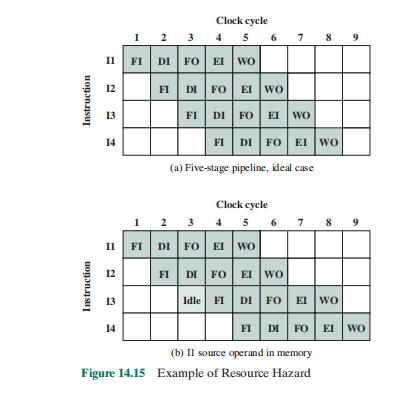 Clock cycle
1 2 3 4 5 6 7 8 9
I1 FI DI FO EI WO
I2 FI DI FO EI WO
I3 FI DI FO EI WO
I4 FI DI FO EI WO
Instruction
(a) Five-stage pipeline, ideal case
Clock cycle
1 2 3 4 5 6 7 8 9
I1 FI DI FO EI WO
I2 FI DI FO EI WO
I3 Idle FI DI FO EI WO
I4 FI DI FO EI WO
Instruction
(b) I1 source operand in memory
Figure 14.15 Example of Resource Hazard